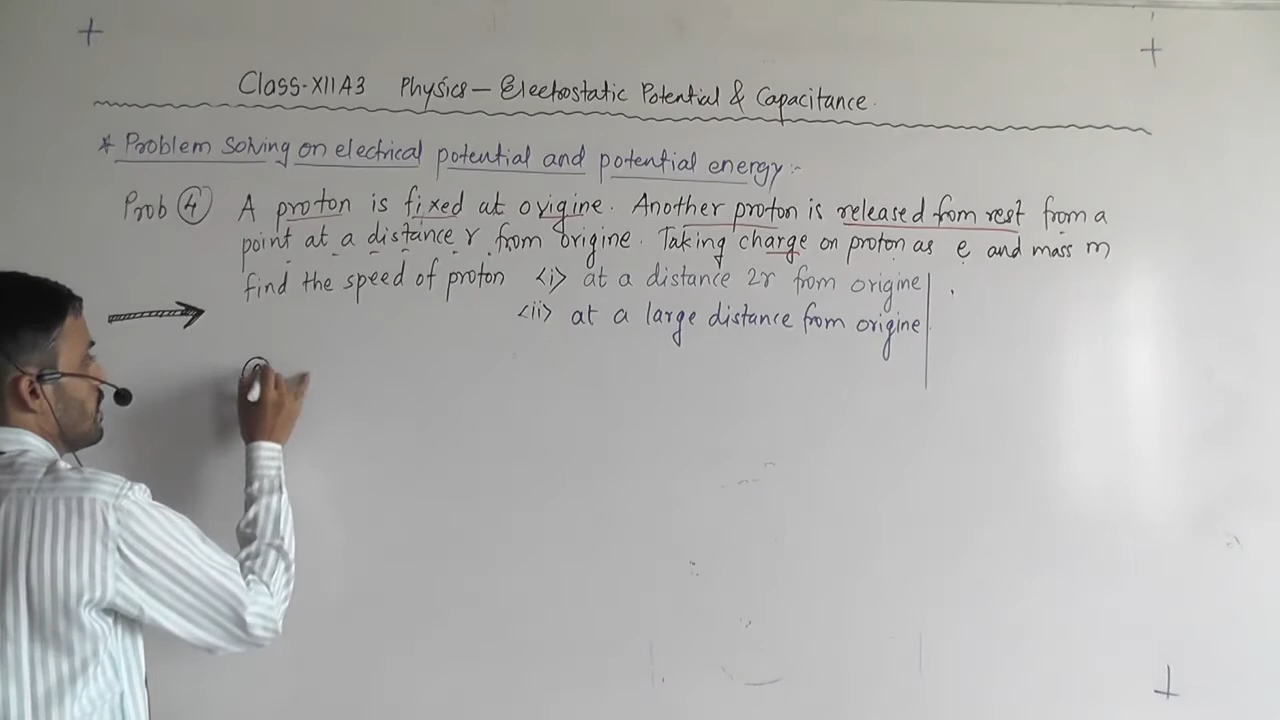 Class-XII A3 Physics - Electrostatic Potential & Capacitance.
* Problem solving on electrical potential and potential energy :-
Prob ④ A proton is fixed at origine. Another proton is released from rest from a
point at a distance r from origine. Taking charge on proton as e and mass m
find the speed of proton <i> at a distance 2r from origine
<ii> at a large distance from origine